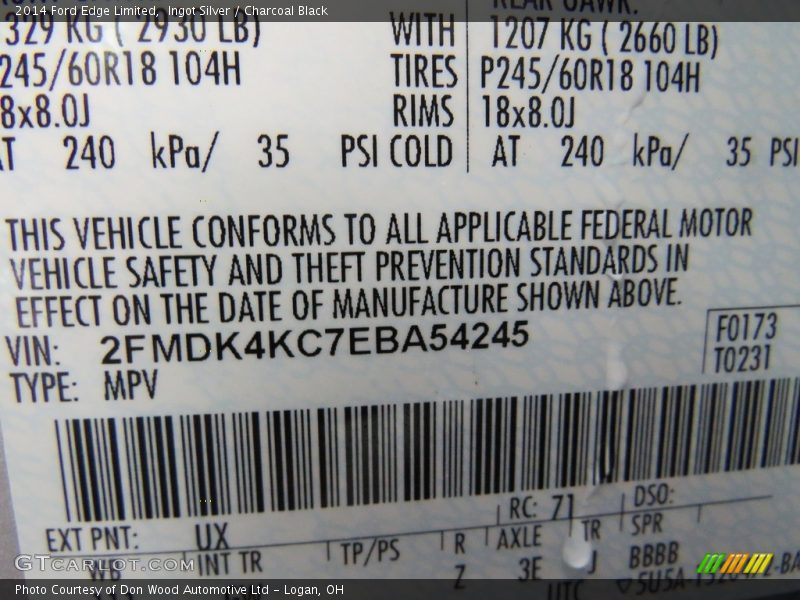 2014 Ford Edge Limited, Ingot Silver / Charcoal Black
329 KG ( 2930 LB) WITH 1207 KG ( 2660 LB)
245/60R18 104H TIRES P245/60R18 104H
8x8.0J RIMS 18x8.0J
AT 240 kPa/ 35 PSI COLD AT 240 kPa/ 35 PSI
THIS VEHICLE CONFORMS TO ALL APPLICABLE FEDERAL MOTOR
VEHICLE SAFETY AND THEFT PREVENTION STANDARDS IN
EFFECT ON THE DATE OF MANUFACTURE SHOWN ABOVE.
VIN: 2FMDK4KC7EBA54245 F0173
TYPE: MPV T0231
EXT PNT: UX RC: 71 DSO:
WB INT TR TP/PS R AXLE TR SPR
Z 3E J BBBB
UTC
GTCARLOT.COM
Photo Courtesy of Don Wood Automotive Ltd - Logan, OH